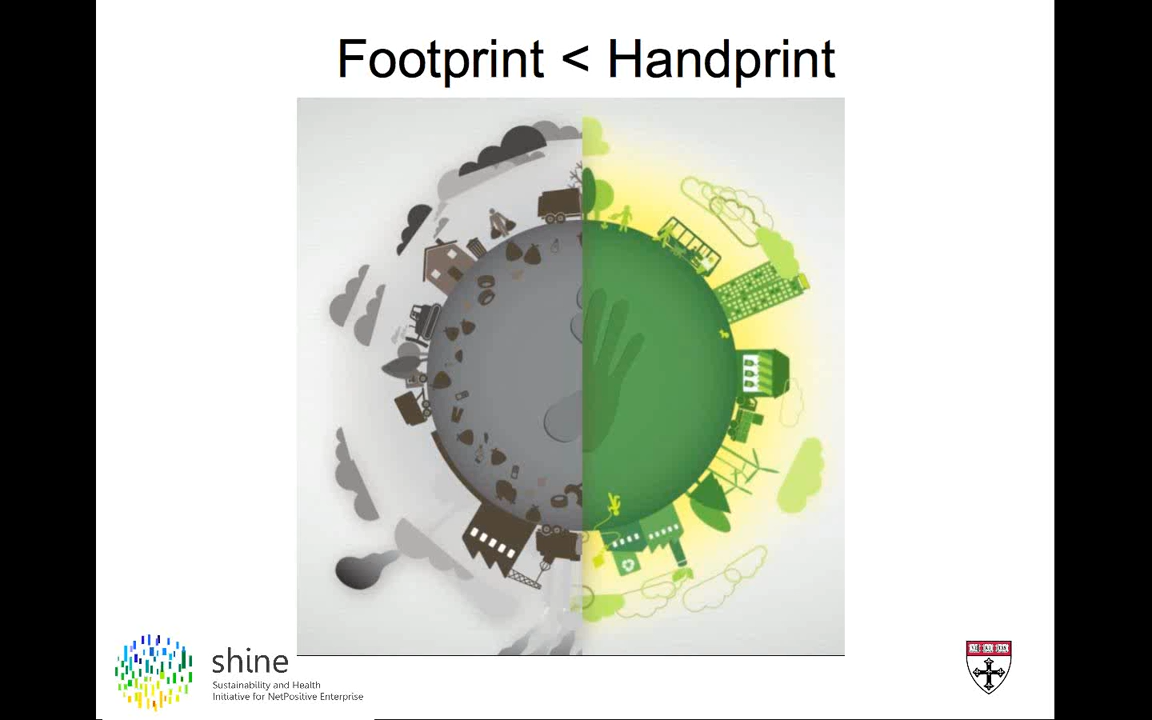 Footprint < Handprint
shine
Sustainability and Health
Initiative for NetPositive Enterprise